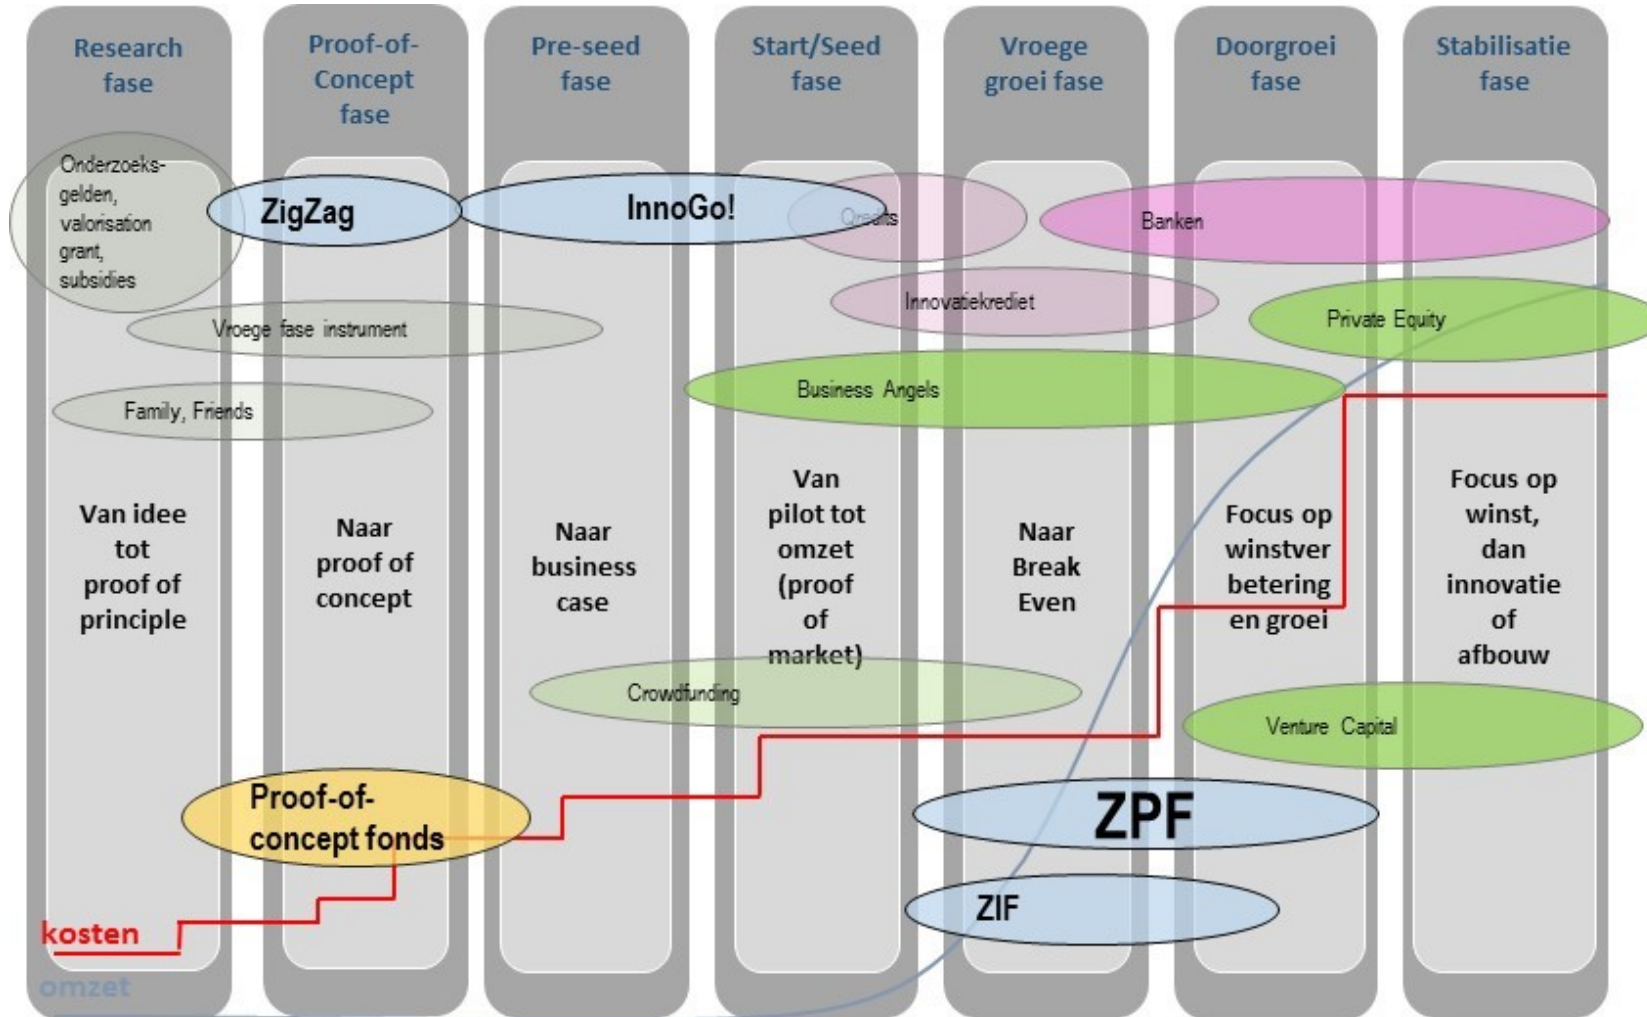 Research
fase
Proof-of-
Concept
fase
Pre-seed
fase
Start/Seed
fase
Vroege
groei fase
Doorgroei
fase
Stabilisatie
fase
Onderzoeks-
gelden,
valorisation
grant,
subsidies
ZigZag
InnoGo!
Qredits
Banken
Innovatiekrediet
Vroege fase instrument
Private Equity
Business Angels
Family, Friends
Van idee
tot
proof of
principle
Naar
proof of
concept
Naar
business
case
Van
pilot tot
omzet
(proof
of
market)
Naar
Break
Even
Focus op
winstver
betering
en groei
Focus op
winst,
dan
innovatie
of
afbouw
Crowdfunding
Venture Capital
Proof-of-
concept fonds
ZPF
ZIF
kosten
omzet